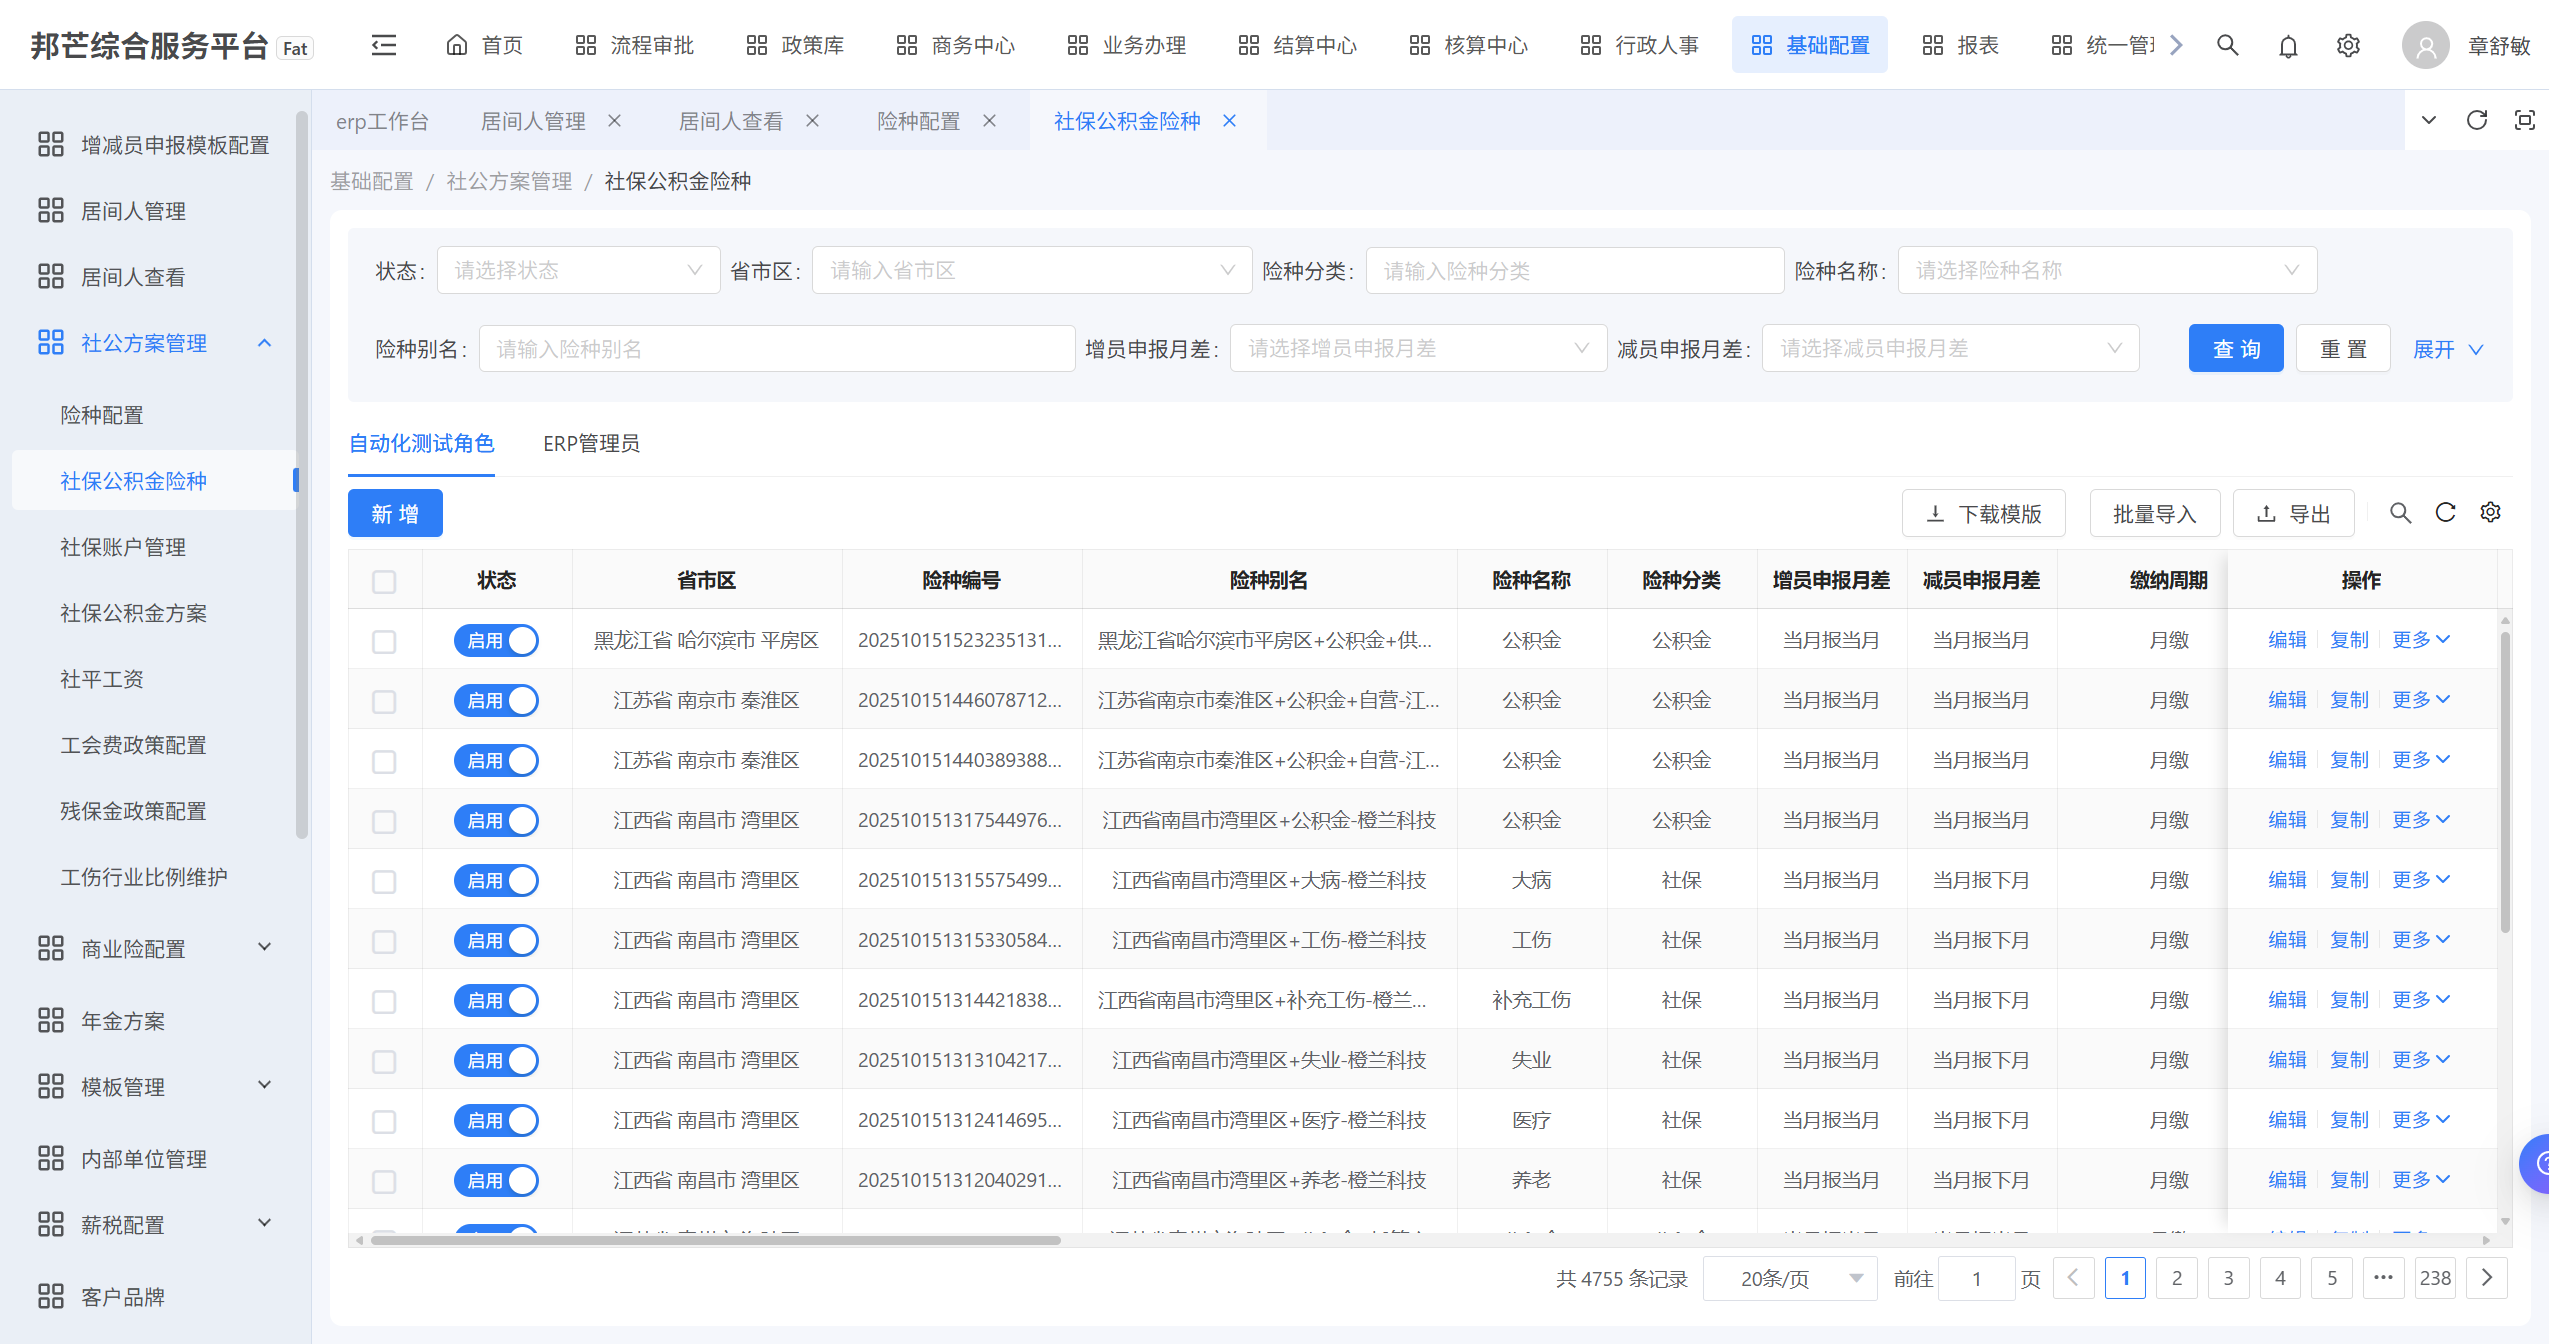 邦芒综合服务平台 Fat 首页 流程审批 政策库 商务中心 业务办理 结算中心 核算中心 行政人事 基础配置 报表 统一管 章舒敏
erp工作台 居间人管理 居间人查看 险种配置 社保公积金险种
基础配置 / 社公方案管理 / 社保公积金险种
增减员申报模板配置
居间人管理
居间人查看
社公方案管理
险种配置
社保公积金险种
社保账户管理
社保公积金方案
社平工资
工会费政策配置
残保金政策配置
工伤行业比例维护
商业险配置
年金方案
模板管理
内部单位管理
薪税配置
客户品牌
状态: 请选择状态 省市区: 请输入省市区 险种分类: 请输入险种分类 险种名称: 请选择险种名称
险种别名: 请输入险种别名 增员申报月差: 请选择增员申报月差 减员申报月差: 请选择减员申报月差 查 询 重 置 展开
自动化测试角色 ERP管理员
新 增 下载模版 批量导入 导出
状态 省市区 险种编号 险种别名 险种名称 险种分类 增员申报月差 减员申报月差 缴纳周期 操作
启用 黑龙江省 哈尔滨市 平房区 202510151523235131... 黑龙江省哈尔滨市平房区+公积金+供... 公积金 公积金 当月报当月 当月报当月 月缴 编辑 复制 更多
启用 江苏省 南京市 秦淮区 202510151446078712... 江苏省南京市秦淮区+公积金+自营-江... 公积金 公积金 当月报当月 当月报当月 月缴 编辑 复制 更多
启用 江苏省 南京市 秦淮区 202510151440389388... 江苏省南京市秦淮区+公积金+自营-江... 公积金 公积金 当月报当月 当月报当月 月缴 编辑 复制 更多
启用 江西省 南昌市 湾里区 202510151317544976... 江西省南昌市湾里区+公积金-橙兰科技 公积金 公积金 当月报当月 当月报当月 月缴 编辑 复制 更多
启用 江西省 南昌市 湾里区 202510151315575499... 江西省南昌市湾里区+大病-橙兰科技 大病 社保 当月报当月 当月报下月 月缴 编辑 复制 更多
启用 江西省 南昌市 湾里区 202510151315330584... 江西省南昌市湾里区+工伤-橙兰科技 工伤 社保 当月报当月 当月报下月 月缴 编辑 复制 更多
启用 江西省 南昌市 湾里区 202510151314421838... 江西省南昌市湾里区+补充工伤-橙兰... 补充工伤 社保 当月报当月 当月报下月 月缴 编辑 复制 更多
启用 江西省 南昌市 湾里区 202510151313104217... 江西省南昌市湾里区+失业-橙兰科技 失业 社保 当月报当月 当月报下月 月缴 编辑 复制 更多
启用 江西省 南昌市 湾里区 202510151312414695... 江西省南昌市湾里区+医疗-橙兰科技 医疗 社保 当月报当月 当月报下月 月缴 编辑 复制 更多
启用 江西省 南昌市 湾里区 202510151312040291... 江西省南昌市湾里区+养老-橙兰科技 养老 社保 当月报当月 当月报下月 月缴 编辑 复制 更多
共 4755 条记录 20条/页 前往 1 页 1 2 3 4 5 ••• 238